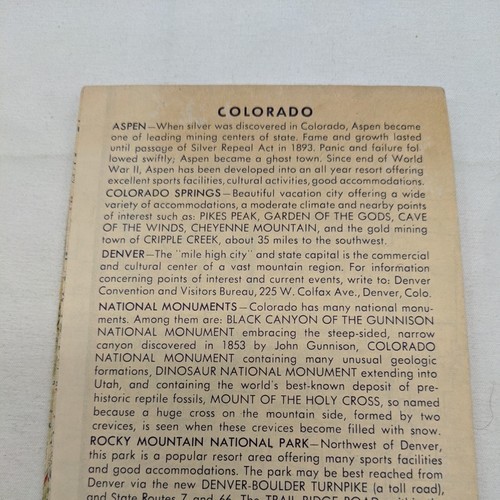 COLORADO
ASPEN—When silver was discovered in Colorado, Aspen became
one of leading mining centers of state. Fame and growth lasted
until passage of Silver Repeal Act in 1893. Panic and failure fol-
lowed swiftly; Aspen became a ghost town. Since end of World
War II, Aspen has been developed into an all year resort offering
excellent sports facilities, cultural activities, good accommodations.
COLORADO SPRINGS—Beautiful vacation city offering a wide
variety of accommodations, a moderate climate and nearby points
of interest such as: PIKES PEAK, GARDEN OF THE GODS, CAVE
OF THE WINDS, CHEYENNE MOUNTAIN, and the gold mining
town of CRIPPLE CREEK, about 35 miles to the southwest.
DENVER—The "mile high city" and state capital is the commercial
and cultural center of a vast mountain region. For information
concerning points of interest and current events, write to: Denver
Convention and Visitors Bureau, 225 W. Colfax Ave., Denver, Colo.
NATIONAL MONUMENTS—Colorado has many national monu-
ments. Among them are: BLACK CANYON OF THE GUNNISON
NATIONAL MONUMENT embracing the steep-sided, narrow
canyon discovered in 1853 by John Gunnison, COLORADO
NATIONAL MONUMENT containing many unusual geologic
formations, DINOSAUR NATIONAL MONUMENT extending into
Utah, and containing the world's best-known deposit of pre-
historic reptile fossils, MOUNT OF THE HOLY CROSS, so named
because a huge cross on the mountain side, formed by two
crevices, is seen when these crevices become filled with snow.
ROCKY MOUNTAIN NATIONAL PARK—Northwest of Denver,
this park is a popular resort area offering many sports facilities
and good accommodations. The park may be best reached from
Denver via the new DENVER-BOULDER TURNPIKE (a toll road),
and State Routes 7 and 66. The TRAIL RIDGE ROAD